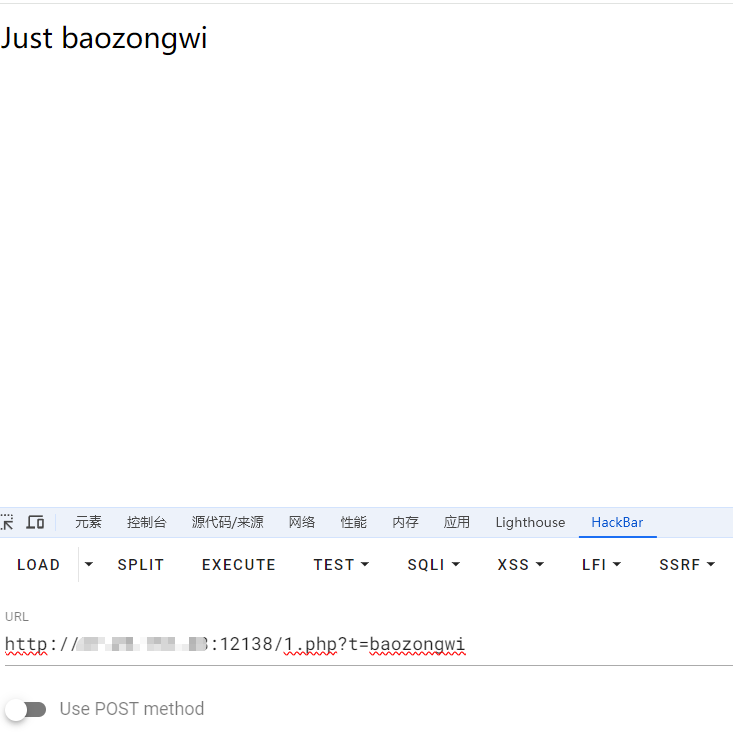 Just baozongwi
元素 控制台 源代码/来源 网络 性能 内存 应用 Lighthouse HackBar
LOAD SPLIT EXECUTE TEST SQLI XSS LFI SSRF
URL
http://:12138/1.php?t=baozongwi
Use POST method